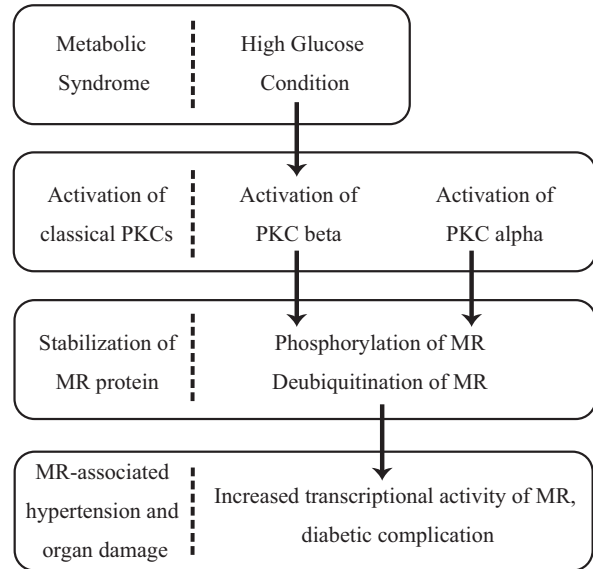 Metabolic
Syndrome
High Glucose
Condition
Activation of
classical PKCs
Activation of
PKC beta
Activation of
PKC alpha
Stabilization of
MR protein
Phosphorylation of MR
Deubiquitination of MR
MR-associated
hypertension and
organ damage
Increased transcriptional activity of MR,
diabetic complication